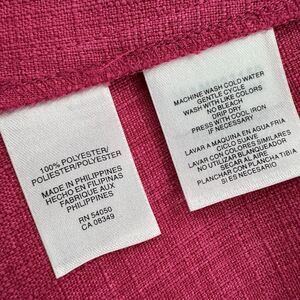 100% POLYESTER/
POLIESTER/POLYESTER
MADE IN PHILIPPINES
HECHO EN FILIPINAS
FABRIQUE AUX
PHILIPPINES
RN 54050
CA 08349
MACHINE WASH COLD WATER
GENTLE CYCLE
WASH WITH LIKE COLORS
NO BLEACH
DRIP DRY
PRESS WITH COOL IRON
IF NECESSARY
LAVAR A MAQUINA EN AGUA FRIA
CICLO SUAVE
LAVAR CON COLORES SIMILARES
NO UTILIZAR BLANQUEADOR
SECAR AL AIRE
PLANCHAR CON PLANCHA TIBIA
SI ES NECESARIO